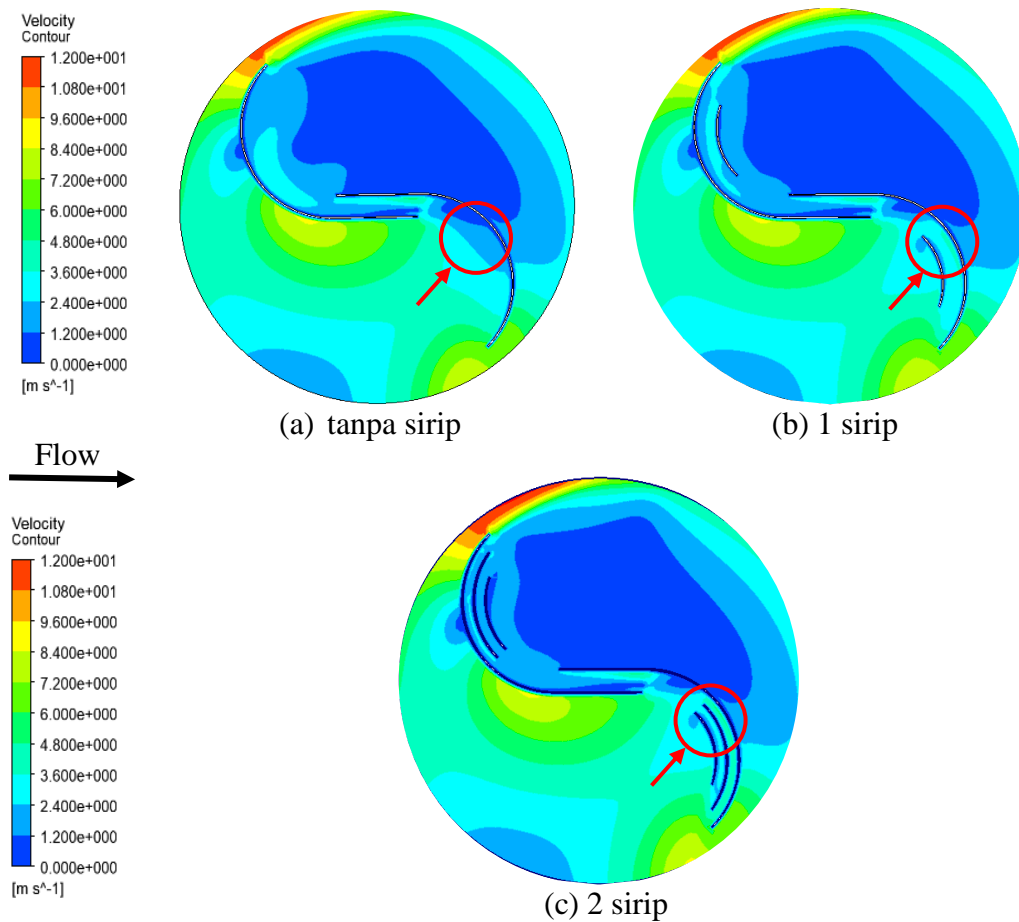 Velocity
Contour
1.200e+001
1.080e+001
9.600e+000
8.400e+000
7.200e+000
6.000e+000
4.800e+000
3.600e+000
2.400e+000
1.200e+000
0.000e+000
[m s^-1]
(a) tanpa sirip
(b) 1 sirip
Flow
Velocity
Contour
1.200e+001
1.080e+001
9.600e+000
8.400e+000
7.200e+000
6.000e+000
4.800e+000
3.600e+000
2.400e+000
1.200e+000
0.000e+000
[m s^-1]
(c) 2 sirip